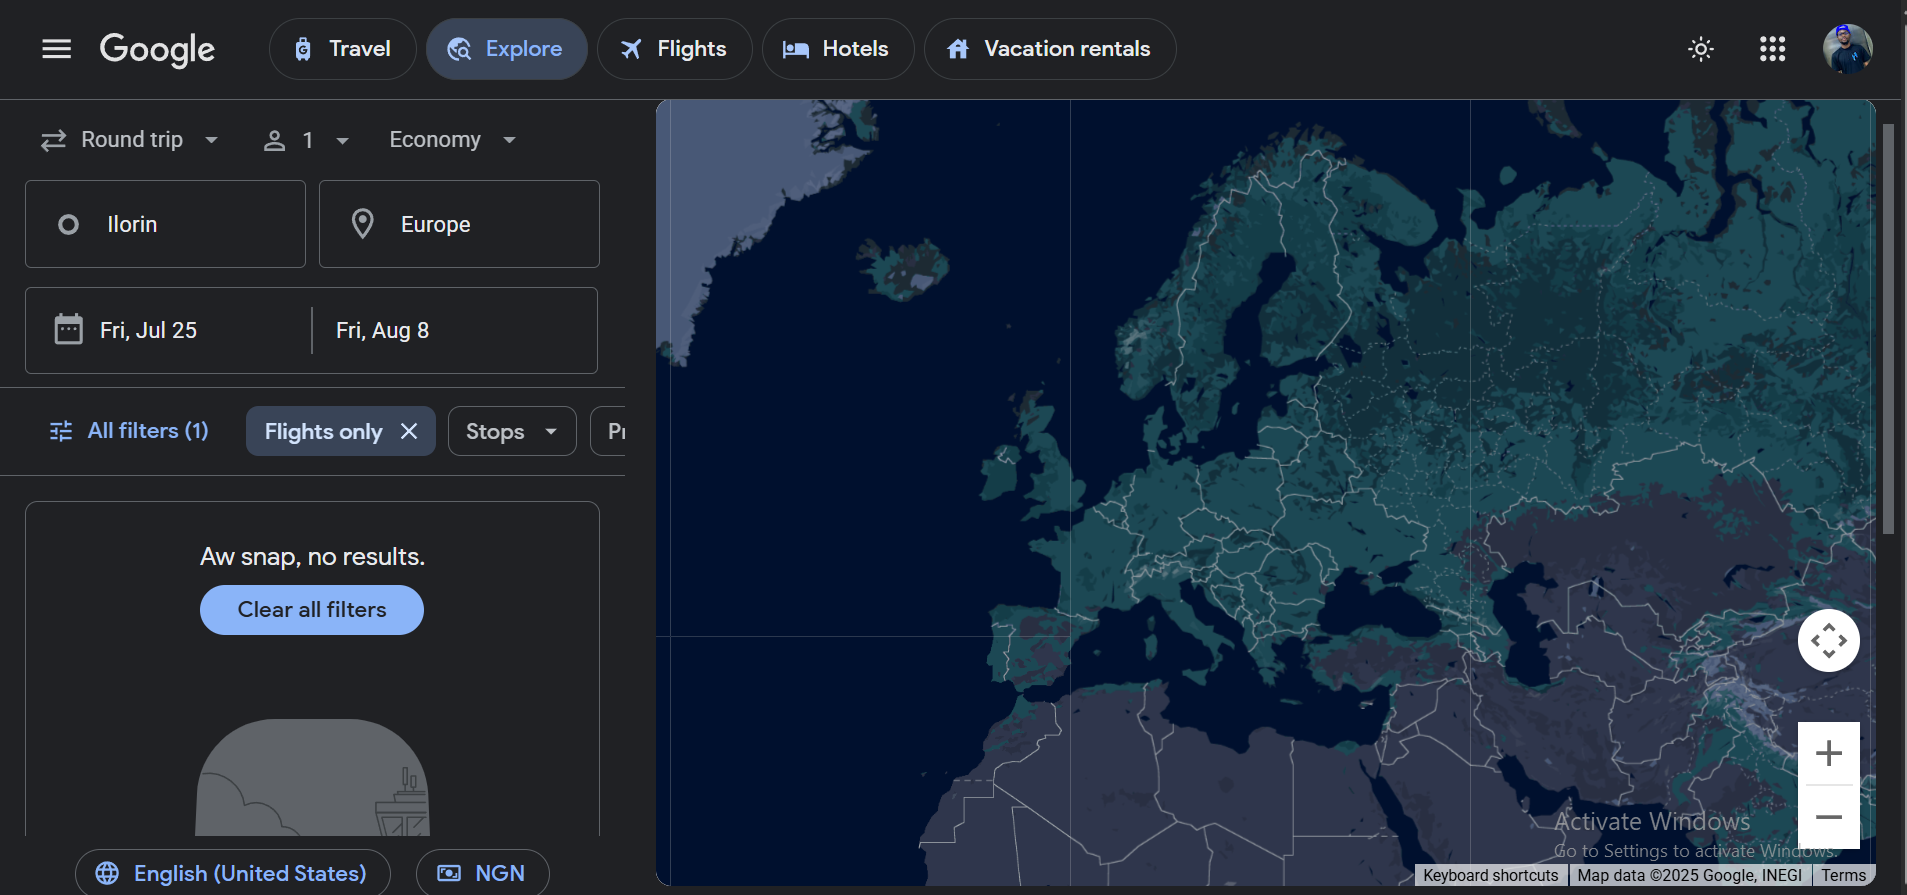 Google
Travel
Explore
Flights
Hotels
Vacation rentals
Round trip
1
Economy
Ilorin
Europe
Fri, Jul 25
Fri, Aug 8
All filters (1)
Flights only
Stops
Pr
Aw snap, no results.
Clear all filters
English (United States)
NGN
Activate Windows
Go to Settings to activate Windows.
Keyboard shortcuts
Map data ©2025 Google, INEGI
Terms